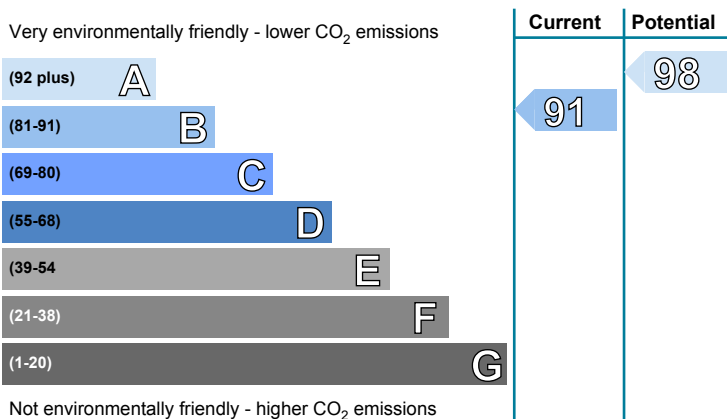 Current Potential
Very environmentally friendly - lower CO2 emissions
(92 plus) A 98
(81-91) B 91
(69-80) C
(55-68) D
(39-54 E
(21-38) F
(1-20) G
Not environmentally friendly - higher CO2 emissions